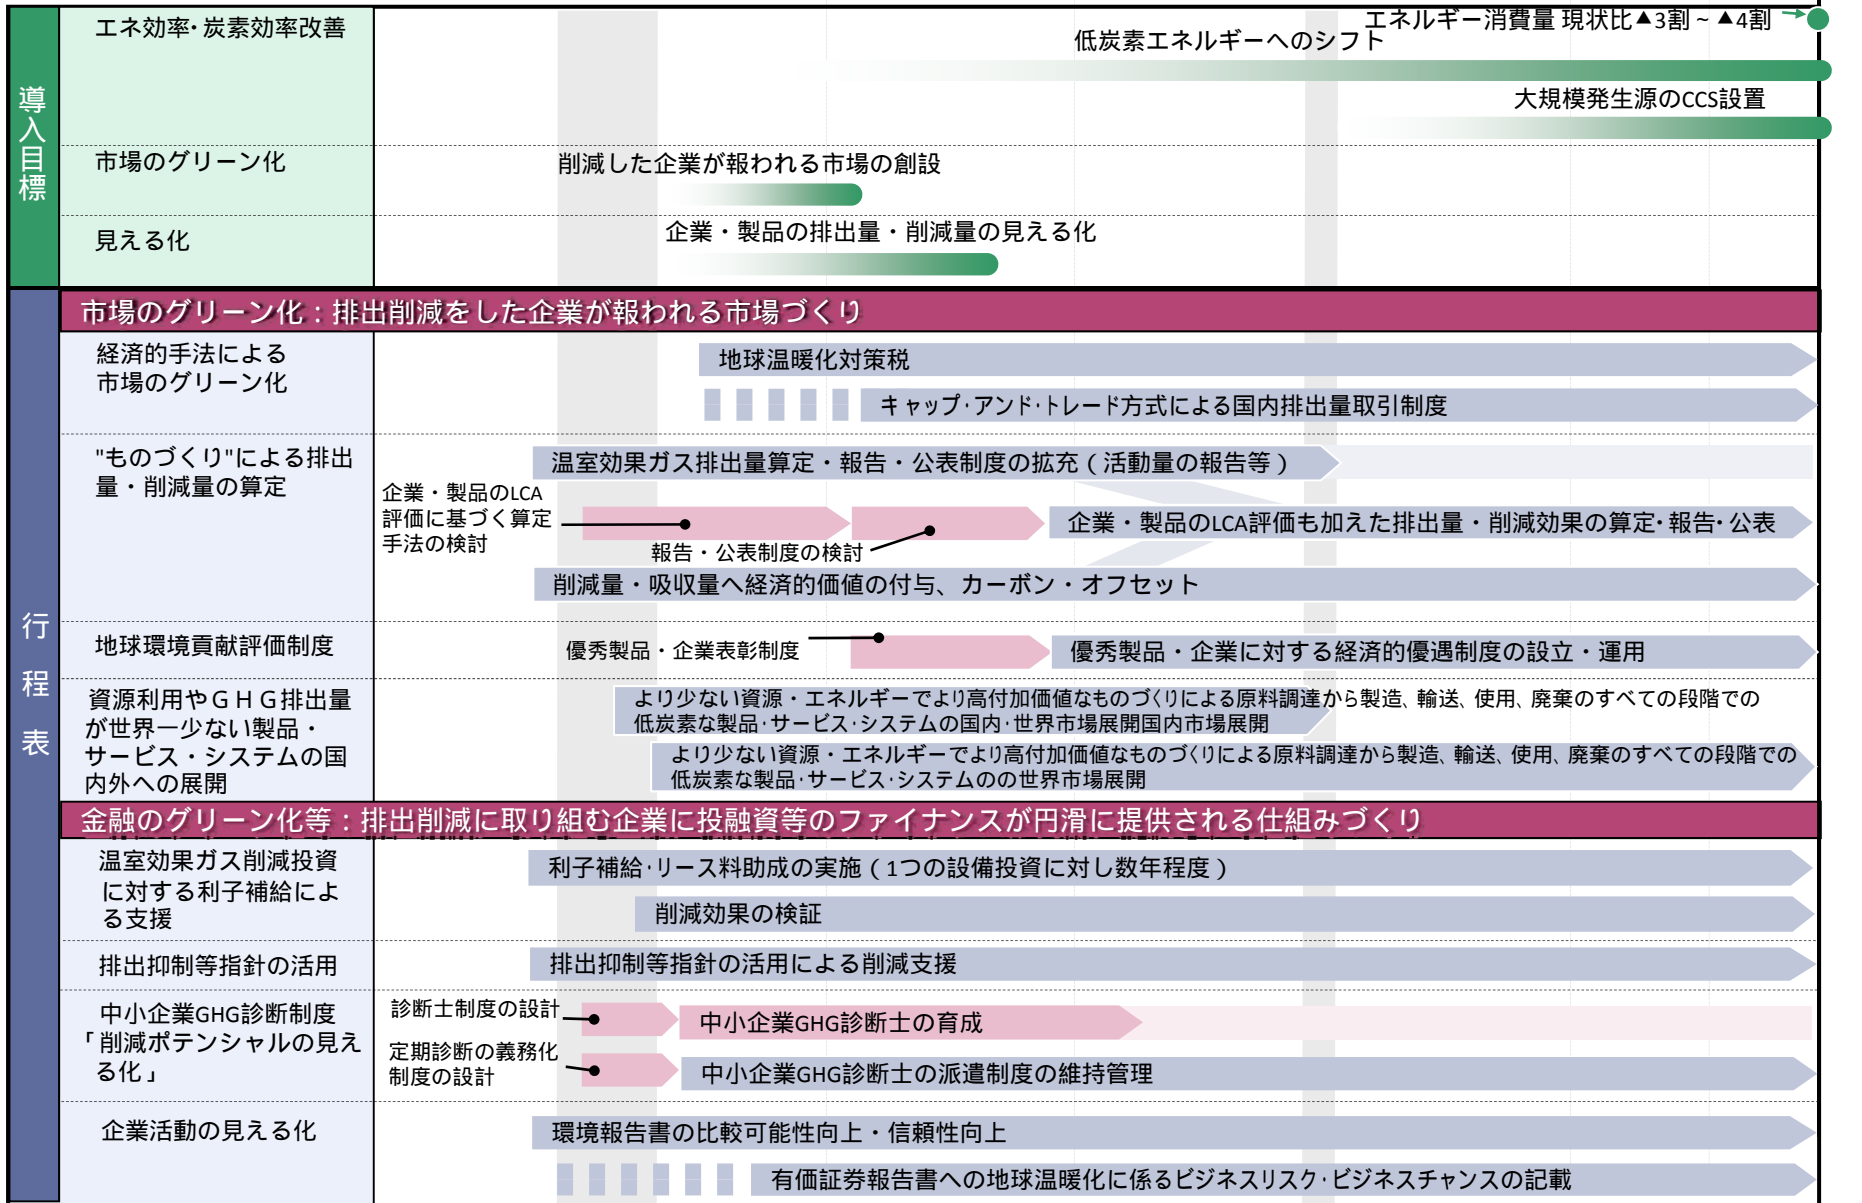 導入目標
エネ効率・炭素効率改善
エネルギー消費量 現状比▲3割 ~ ▲4割
低炭素エネルギーへのシフト
大規模発生源のCCS設置
市場のグリーン化
削減した企業が報われる市場の創設
見える化
企業・製品の排出量・削減量の見える化
行程表
市場のグリーン化：排出削減をした企業が報われる市場づくり
経済的手法による
市場のグリーン化
地球温暖化対策税
キャップ・アンド・トレード方式による国内排出量取引制度
"ものづくり"による排出
量・削減量の算定
温室効果ガス排出量算定・報告・公表制度の拡充（活動量の報告等）
企業・製品のLCA
評価に基づく算定
手法の検討
報告・公表制度の検討
企業・製品のLCA評価も加えた排出量・削減効果の算定・報告・公表
削減量・吸収量へ経済的価値の付与、カーボン・オフセット
地球環境貢献評価制度
優秀製品・企業表彰制度
優秀製品・企業に対する経済的優遇制度の設立・運用
資源利用やＧＨＧ排出量
が世界一少ない製品・
サービス・システムの国
内外への展開
より少ない資源・エネルギーでより高付加価値なものづくりによる原料調達から製造、輸送、使用、廃棄のすべての段階での
低炭素な製品・サービス・システムの国内・世界市場展開国内市場展開
より少ない資源・エネルギーでより高付加価値なものづくりによる原料調達から製造、輸送、使用、廃棄のすべての段階での
低炭素な製品・サービス・システムのの世界市場展開
金融のグリーン化等：排出削減に取り組む企業に投融資等のファイナンスが円滑に提供される仕組みづくり
温室効果ガス削減投資
に対する利子補給によ
る支援
利子補給・リース料助成の実施（1つの設備投資に対し数年程度）
削減効果の検証
排出抑制等指針の活用
排出抑制等指針の活用による削減支援
中小企業GHG診断制度
「削減ポテンシャルの見え
る化」
診断士制度の設計
中小企業GHG診断士の育成
定期診断の義務化
制度の設計
中小企業GHG診断士の派遣制度の維持管理
企業活動の見える化
環境報告書の比較可能性向上・信頼性向上
有価証券報告書への地球温暖化に係るビジネスリスク・ビジネスチャンスの記載